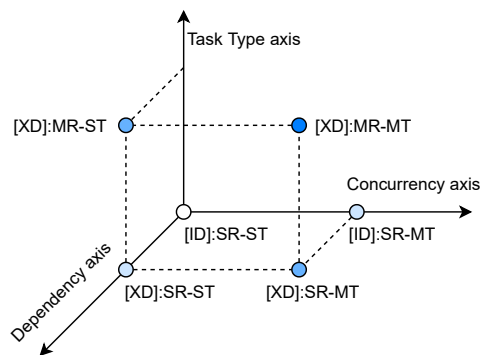 Task Type axis
[XD]:MR-ST
[XD]:MR-MT
Concurrency axis
[ID]:SR-ST
[ID]:SR-MT
Dependency axis
[XD]:SR-ST
[XD]:SR-MT